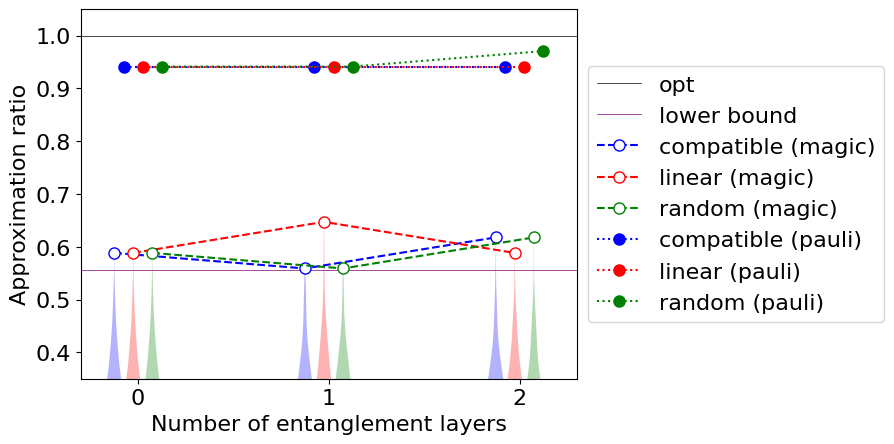 1.0
0.9
0.8
0.7
0.6
0.5
0.4
Approximation ratio
0
1
2
Number of entanglement layers
opt
lower bound
compatible (magic)
linear (magic)
random (magic)
compatible (pauli)
linear (pauli)
random (pauli)